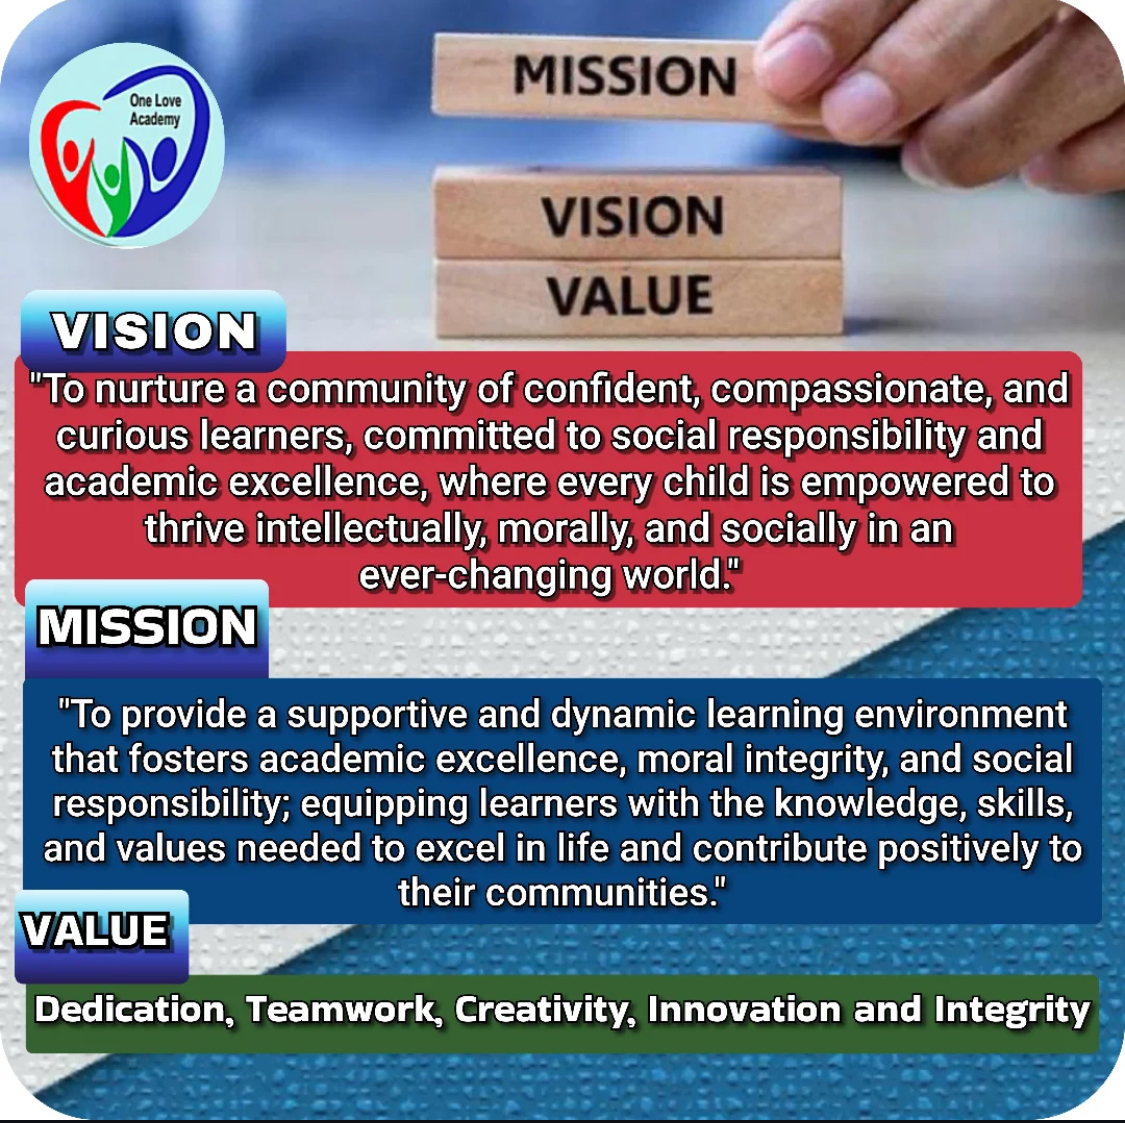 One Love
Academy
MISSION
VISION
VALUE
VISION
"To nurture a community of confident, compassionate, and
curious learners, committed to social responsibility and
academic excellence, where every child is empowered to
thrive intellectually, morally, and socially in an
ever-changing world."
MISSION
"To provide a supportive and dynamic learning environment
that fosters academic excellence, moral integrity, and social
responsibility; equipping learners with the knowledge, skills,
and values needed to excel in life and contribute positively to
their communities."
VALUE
Dedication, Teamwork, Creativity, Innovation and Integrity